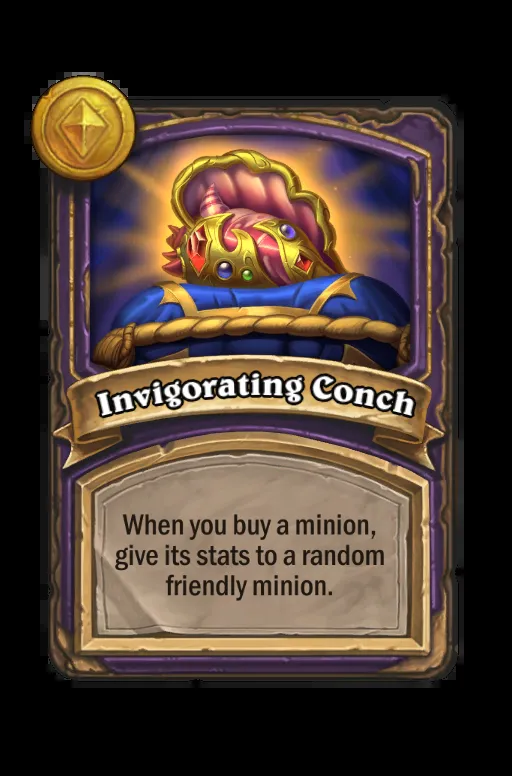 Invigorating Conch
When you buy a minion,
give its stats to a random
friendly minion.